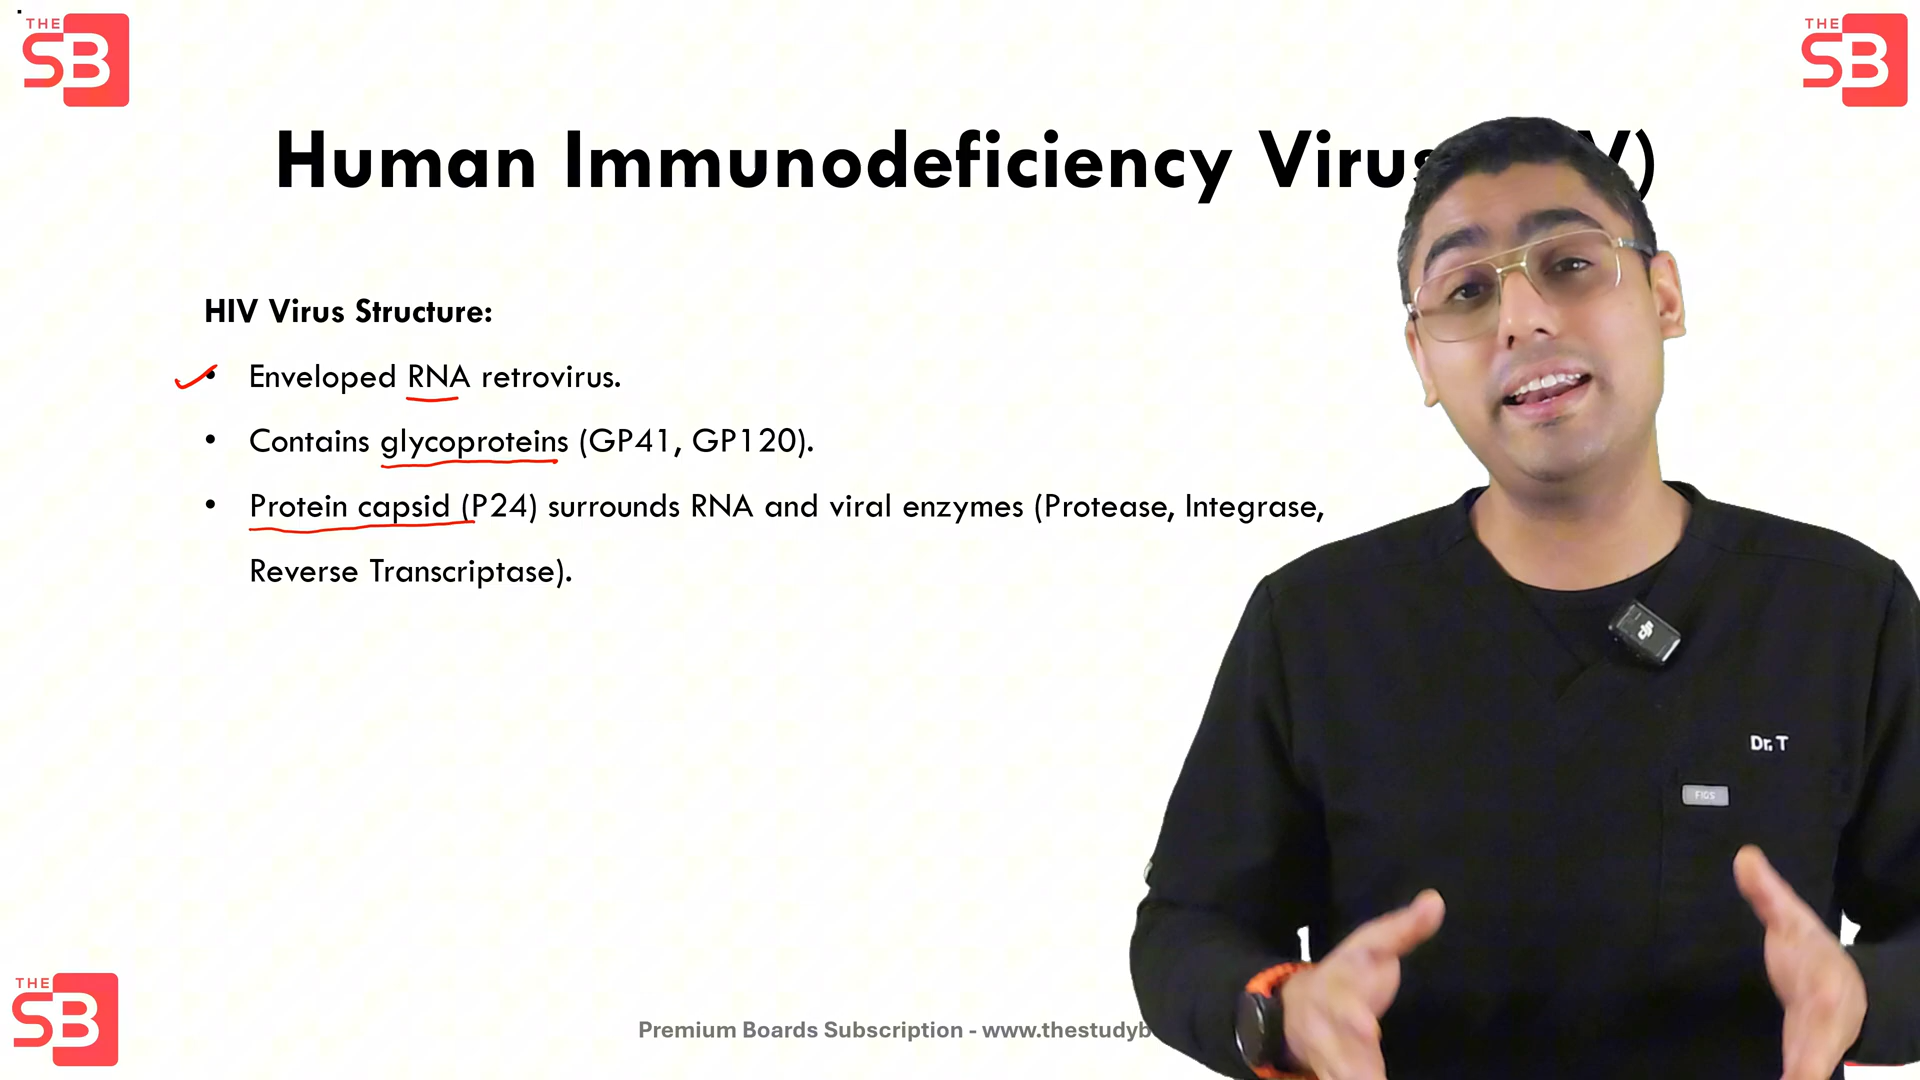 THE
SB
THE
SB
Human Immunodeficiency Virus V)
HIV Virus Structure:
• Enveloped RNA retrovirus.
• Contains glycoproteins (GP41, GP120).
• Protein capsid (P24) surrounds RNA and viral enzymes (Protease, Integrase,
Reverse Transcriptase).
Dr. T
FIGS
THE
SB
Premium Boards Subscription - www.thestudyb